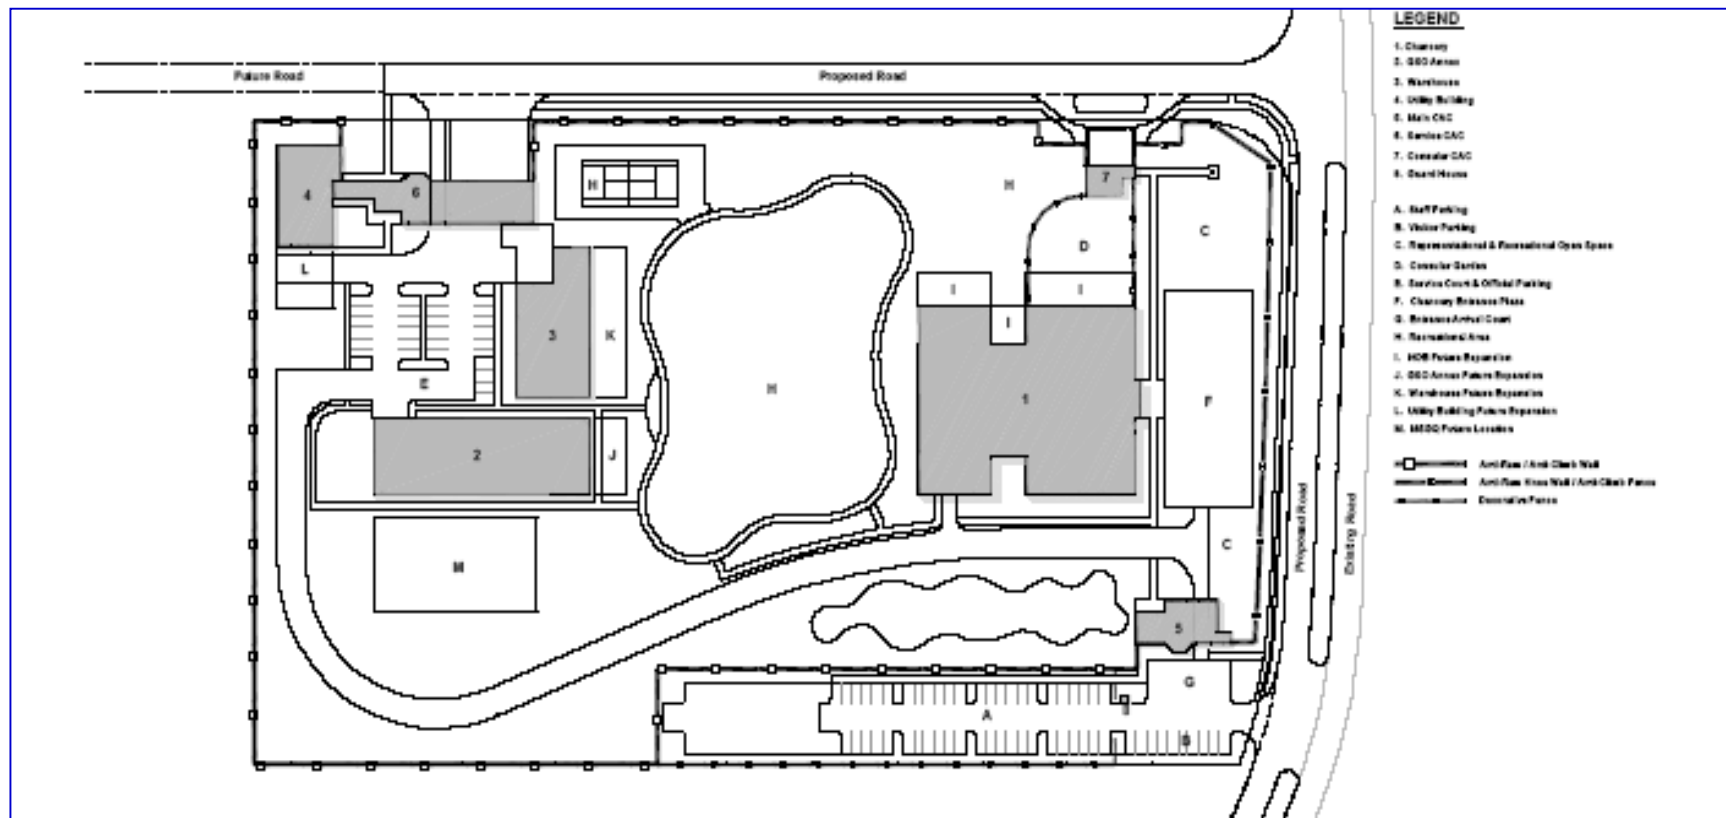 LEGEND
1. Chancery
2. GSO Annex
3. Warehouse
4. Utility Building
5. Main CAC
6. Service CAC
7. Consular CAC
8. Guard House
A. Staff Parking
B. Visitor Parking
C. Representational & Recreational Open Space
D. Consular Garden
E. Service Court & Official Parking
F. Chancery Entrance Plaza
G. Entrance Arrival Court
H. Recreational Area
I. NOB Future Expansion
J. GSO Annex Future Expansion
K. Warehouse Future Expansion
L. Utility Building Future Expansion
M. MSGQ Future Location
Anti-Ram / Anti-Climb Wall
Anti-Ram Knee Wall / Anti-Climb Fence
Decorative Fence
Future Road
Proposed Road
4
6
H
H
7
L
D
C
I
I
I
3
K
E
H
1
F
2
J
M
C
5
G
A
B
Proposed Road
Existing Road